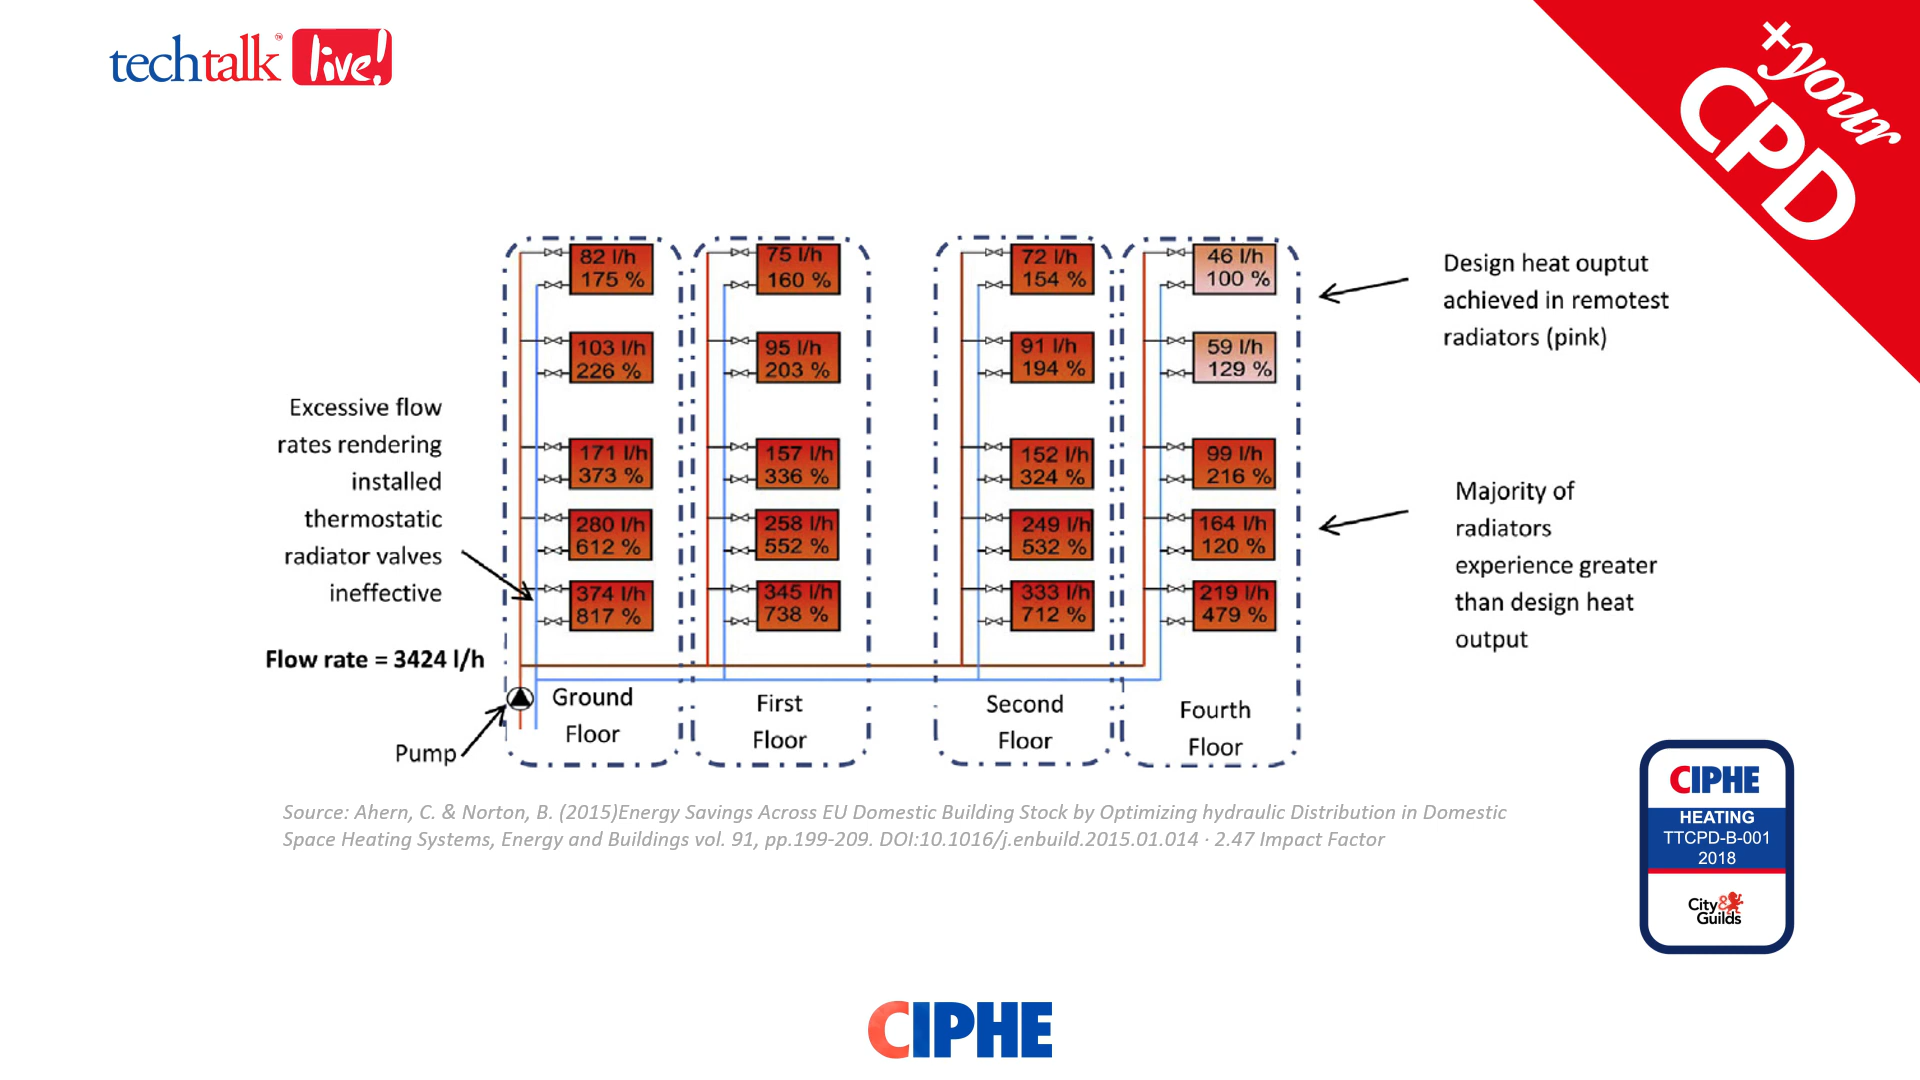 techtalk™ live!
+your
CPD
82 l/h
175 %
75 l/h
160 %
72 l/h
154 %
46 l/h
100 %
Design heat ouptut
achieved in remotest
radiators (pink)
103 l/h
226 %
95 l/h
203 %
91 l/h
194 %
59 l/h
129 %
Excessive flow
rates rendering
installed
thermostatic
radiator valves
ineffective
171 l/h
373 %
157 l/h
336 %
152 l/h
324 %
99 l/h
216 %
280 l/h
612 %
258 l/h
552 %
249 l/h
532 %
164 l/h
120 %
Majority of
radiators
experience greater
than design heat
output
374 l/h
817 %
345 l/h
738 %
333 l/h
712 %
219 l/h
479 %
Flow rate = 3424 l/h
Pump
Ground
Floor
First
Floor
Second
Floor
Fourth
Floor
Source: Ahern, C. & Norton, B. (2015)Energy Savings Across EU Domestic Building Stock by Optimizing hydraulic Distribution in Domestic
Space Heating Systems, Energy and Buildings vol. 91, pp.199-209. DOI:10.1016/j.enbuild.2015.01.014 · 2.47 Impact Factor
CIPHE
HEATING
TTCPD-B-001
2018
City &
Guilds
CIPHE